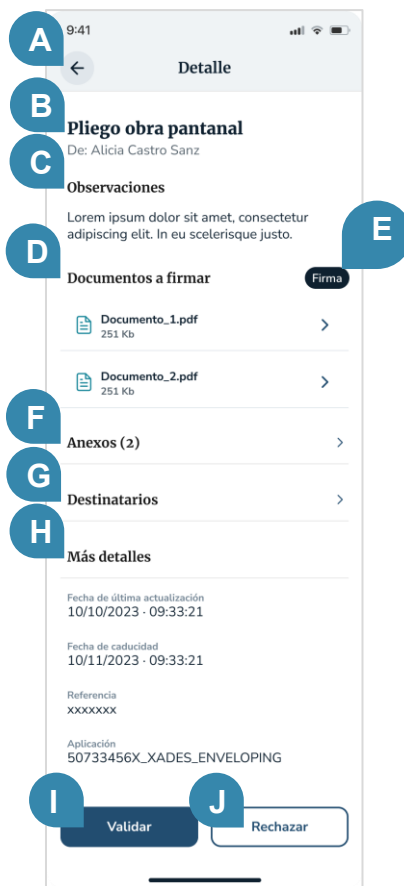 A
9:41
Detalle
B
Pliego obra pantanal
C
De: Alicia Castro Sanz
Observaciones
Lorem ipsum dolor sit amet, consectetur
adipiscing elit. In eu scelerisque justo.
E
D
Documentos a firmar
Firma
Documento_1.pdf
251 Kb
Documento_2.pdf
251 Kb
F
Anexos (2)
G
Destinatarios
H
Más detalles
Fecha de última actualización
10/10/2023 · 09:33:21
Fecha de caducidad
10/11/2023 · 09:33:21
Referencia
xxxxxxx
Aplicación
50733456X_XADES_ENVELOPING
I
J
Validar
Rechazar